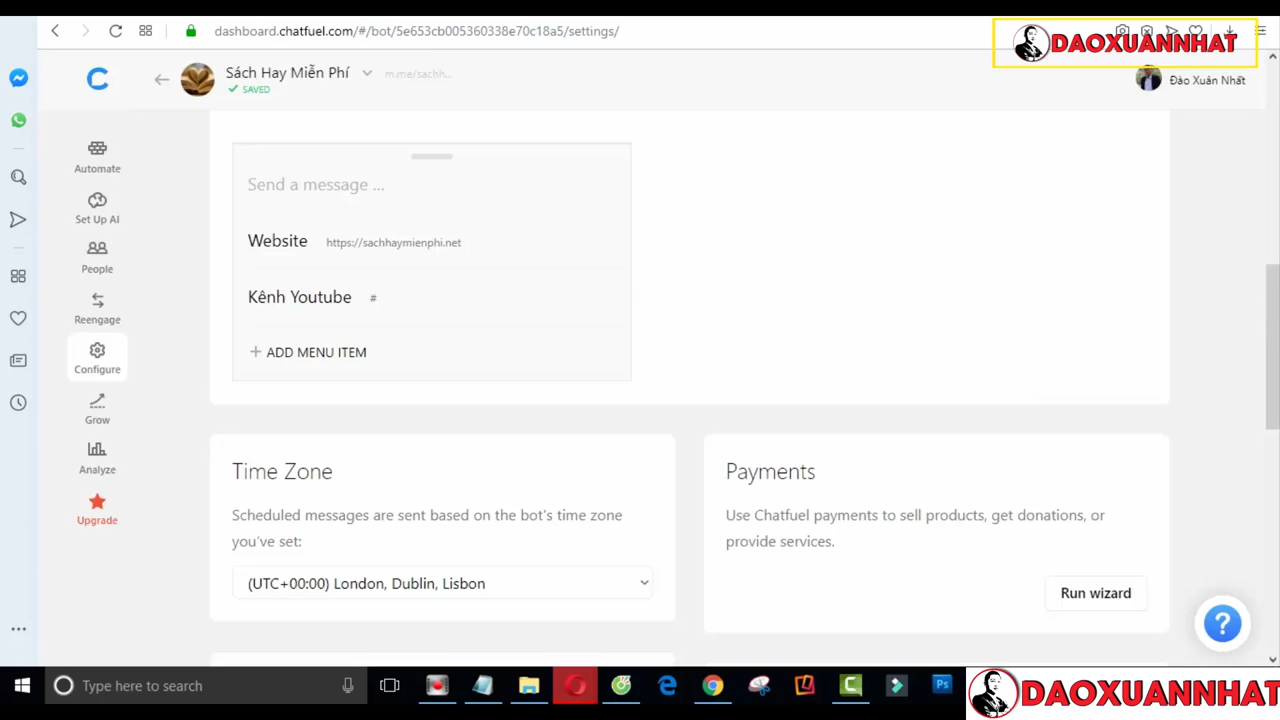 dashboard.chatfuel.com/#/bot/5e653cb005360338e70c18a5/settings/
DAOXUANNHAT
Sách Hay Miễn Phí
m.me/sachh...
SAVED
Đào Xuân Nhất
Automate
Set Up AI
People
Reengage
Configure
Grow
Analyze
Upgrade
Send a message ...
Website https://sachhaymienphi.net
Kênh Youtube #
+ ADD MENU ITEM
Time Zone
Scheduled messages are sent based on the bot's time zone
you've set:
(UTC+00:00) London, Dublin, Lisbon
Payments
Use Chatfuel payments to sell products, get donations, or
provide services.
Run wizard
?
Type here to search
Ps
DAOXUANNHAT